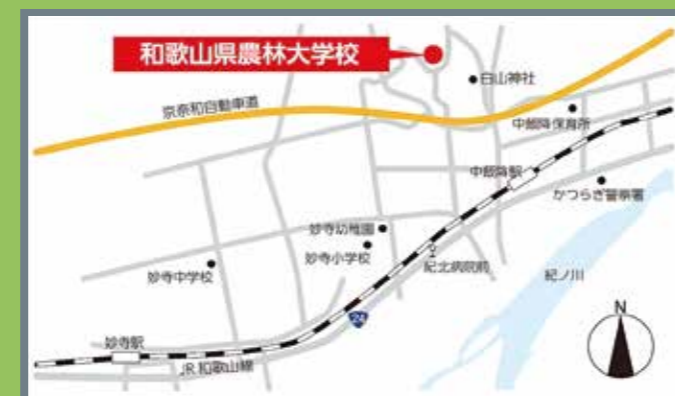 和歌山県農林大学校
白山神社
京奈和自動車道
中飯降保育所
中飯降駅
かつらぎ警察署
妙寺幼稚園
妙寺小学校
妙寺中学校
紀北病院前
紀ノ川
N
24
妙寺駅
JR和歌山線